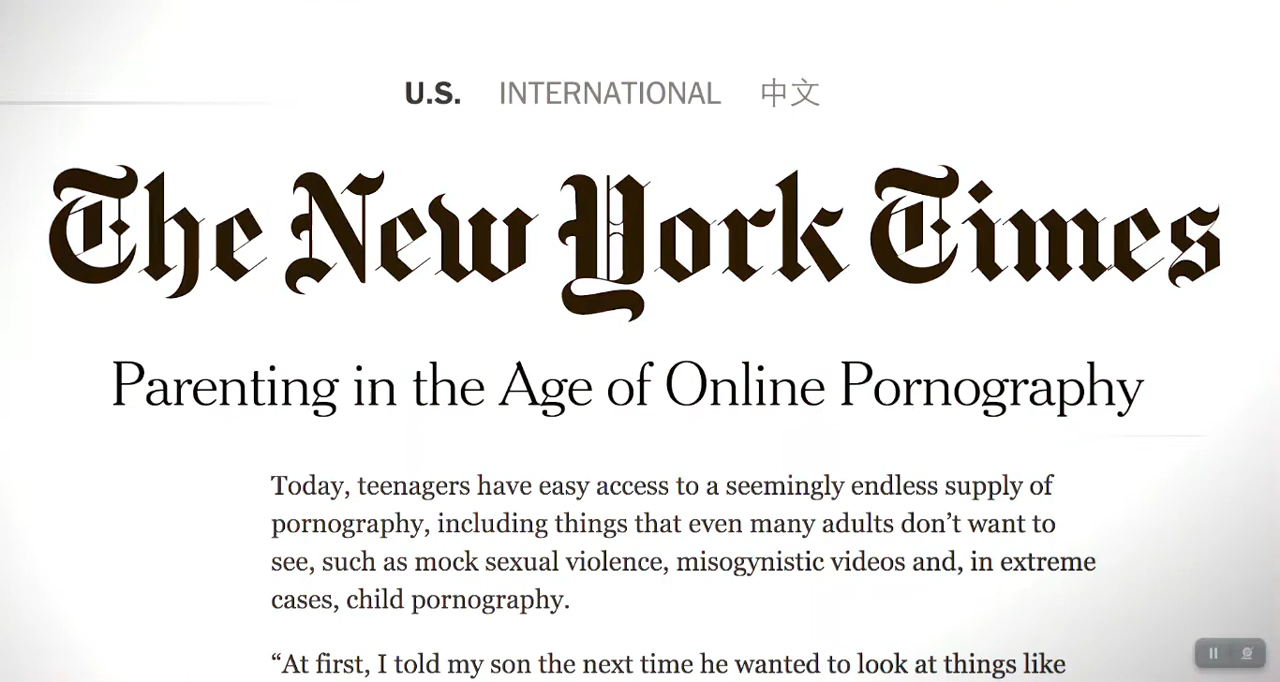 U.S. INTERNATIONAL 中文
The New York Times
Parenting in the Age of Online Pornography
Today, teenagers have easy access to a seemingly endless supply of
pornography, including things that even many adults don’t want to
see, such as mock sexual violence, misogynistic videos and, in extreme
cases, child pornography.
“At first, I told my son the next time he wanted to look at things like